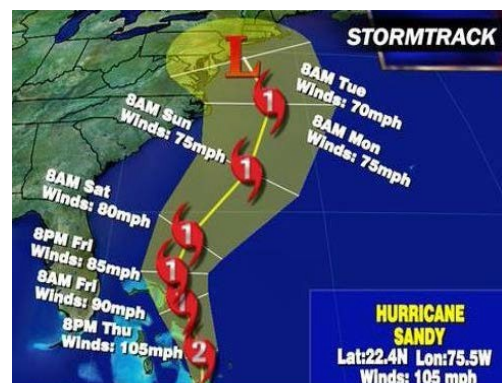 STORMTRACK
L
8AM Tue
Winds: 70mph
1
8AM Mon
Winds: 75mph
8AM Sun
Winds: 75mph
1
8AM Sat
Winds: 80mph
1
8PM Fri
Winds: 85mph
1
8AM Fri
Winds: 90mph
8PM Thu
Winds: 105mph
2
HURRICANE
SANDY
Lat:22.4N Lon:75.5W
Winds: 105 mph